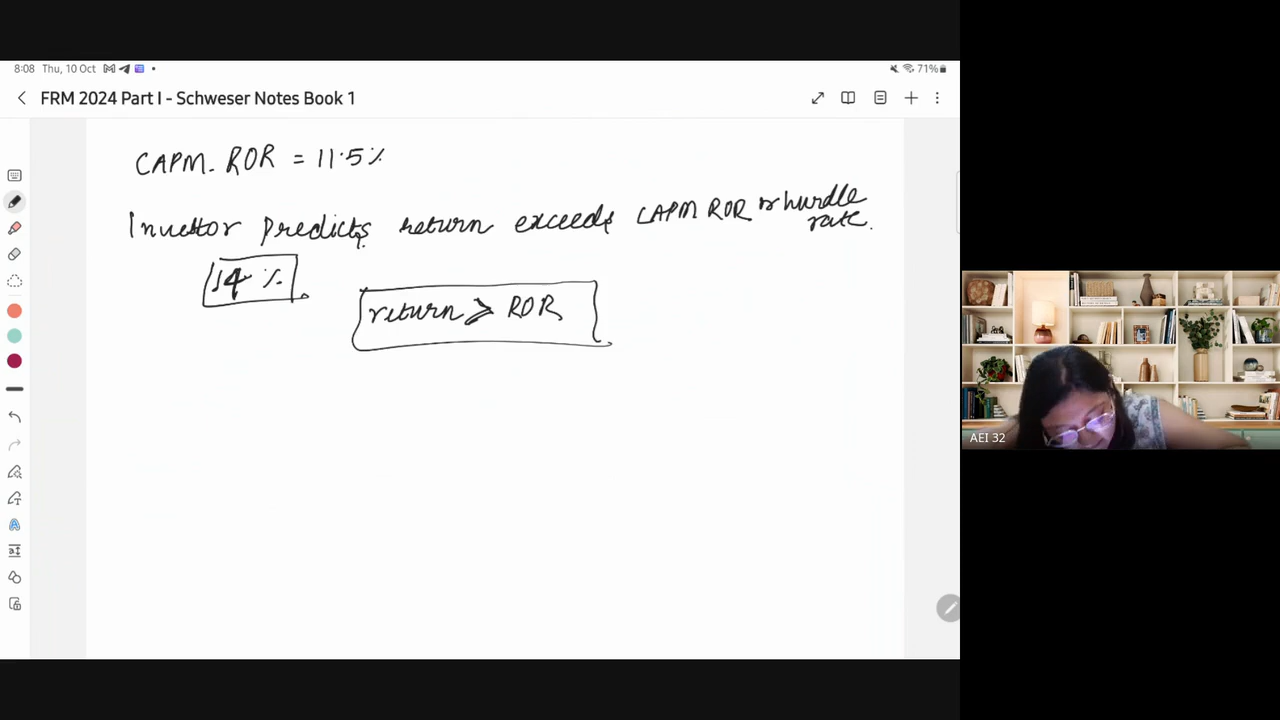 8:08 Thu, 10 Oct
71%
FRM 2024 Part I - Schweser Notes Book 1
CAPM - ROR = 11.5%
Investor predicts return exceeds CAPM ROR or hurdle rate.
14 %
return > ROR
AEI 32